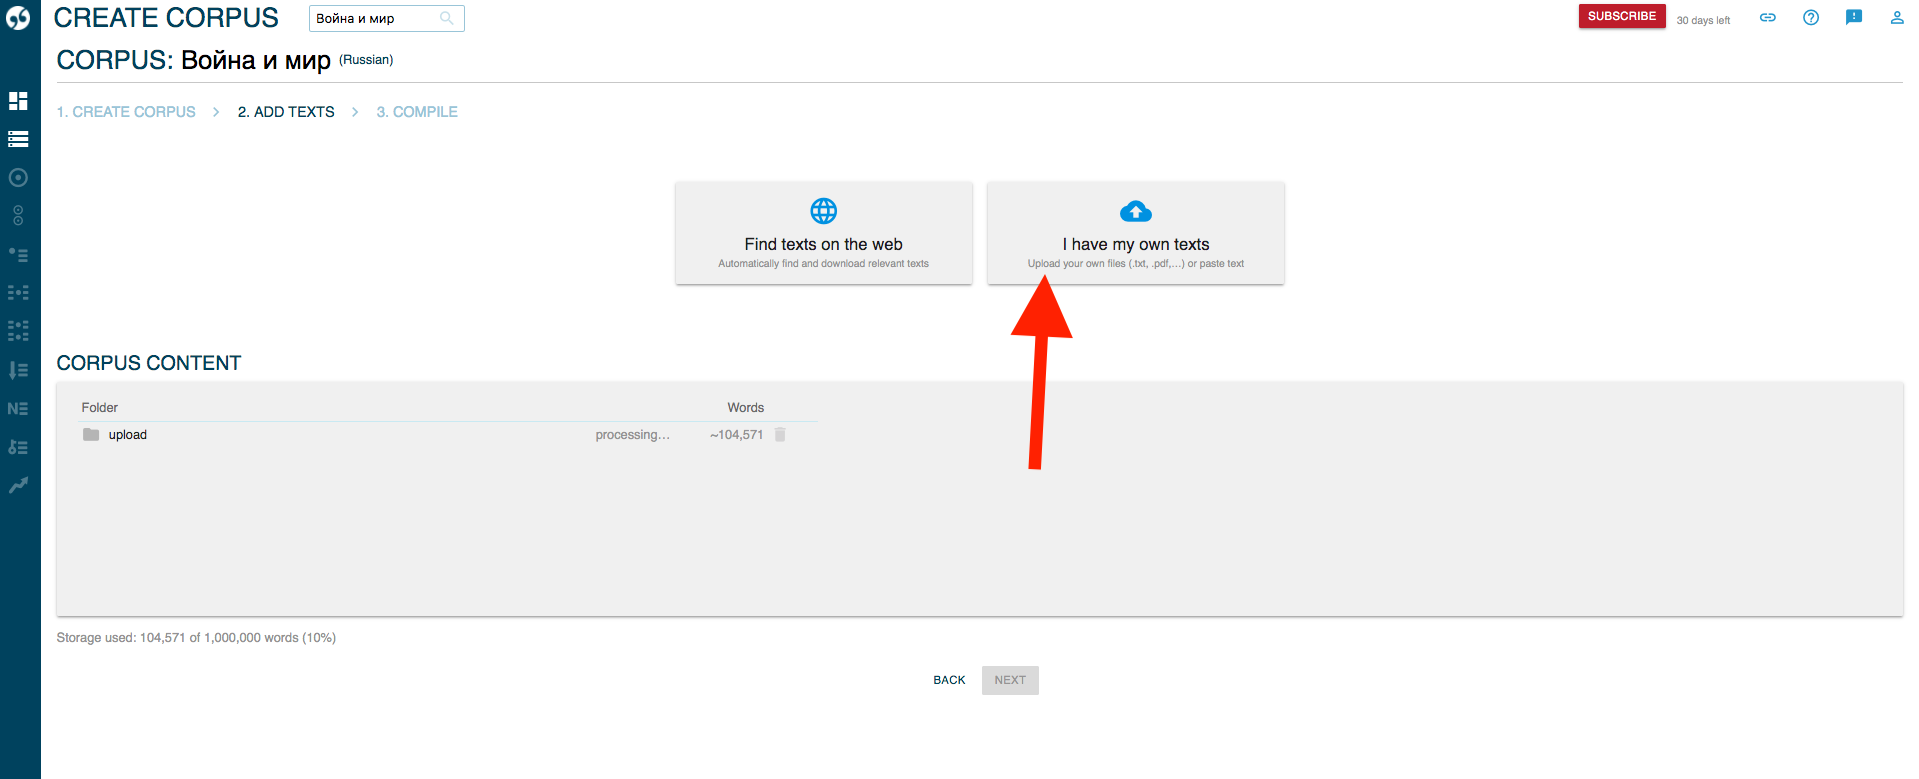 CREATE CORPUS
Война и мир
SUBSCRIBE
30 days left
CORPUS: Война и мир (Russian)
1. CREATE CORPUS > 2. ADD TEXTS > 3. COMPILE
Find texts on the web
Automatically find and download relevant texts
I have my own texts
Upload your own files (.txt, .pdf,...) or paste text
CORPUS CONTENT
Folder Words
upload processing... ~104,571
Storage used: 104,571 of 1,000,000 words (10%)
BACK NEXT